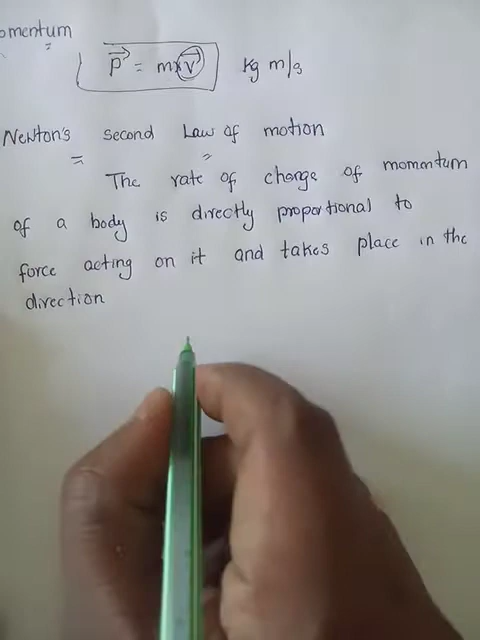 omentum
P⃗ = m×v⃗ kg m/s
Newton's second Law of motion
The rate of change of momentum
of a body is directly proportional to
force acting on it and takes place in the
direction